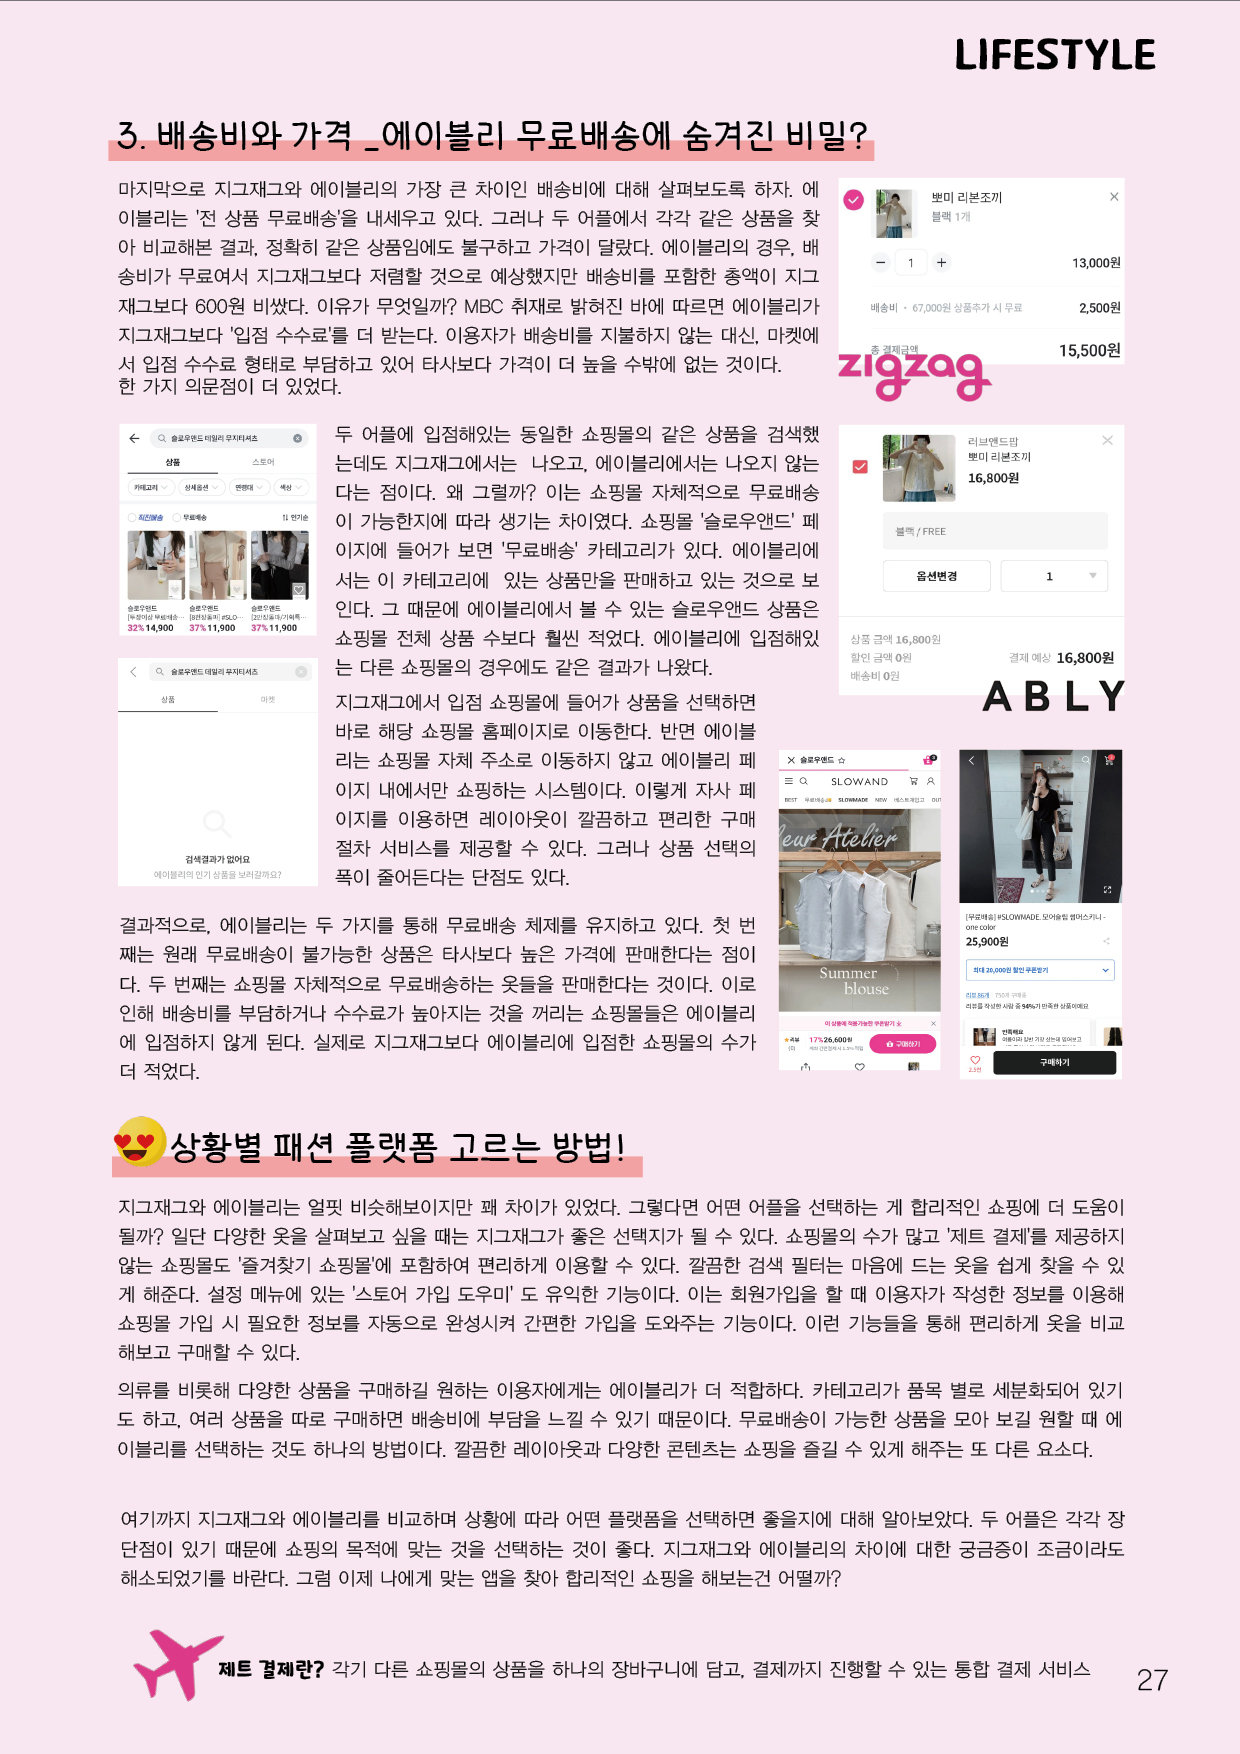 LIFESTYLE
3. 배송비와 가격 _에이블리 무료배송에 숨겨진 비밀?
마지막으로 지그재그와 에이블리의 가장 큰 차이인 배송비에 대해 살펴보도록 하자. 에
이블리는 '전 상품 무료배송'을 내세우고 있다. 그러나 두 어플에서 각각 같은 상품을 찾
아 비교해본 결과, 정확히 같은 상품임에도 불구하고 가격이 달랐다. 에이블리의 경우, 배
송비가 무료여서 지그재그보다 저렴할 것으로 예상했지만 배송비를 포함한 총액이 지그
재그보다 600원 비쌌다. 이유가 무엇일까? MBC 취재로 밝혀진 바에 따르면 에이블리가
지그재그보다 '입점 수수료'를 더 받는다. 이용자가 배송비를 지불하지 않는 대신, 마켓에
서 입점 수수료 형태로 부담하고 있어 타사보다 가격이 더 높을 수밖에 없는 것이다.
한 가지 의문점이 더 있었다.
뽀미 리본조끼
블랙 1개
1
13,000원
배송비 · 67,000원 상품추가 시 무료
2,500원
총 결제금액
15,500원
zigzag
슬로우앤드 데일리 무지티셔츠
상품
스토어
카테고리
상세옵션
연령대
색상
직진배송
무료배송
인기순
슬로우앤드
슬로우앤드
슬로우앤드
32% 14,900
37% 11,900
37% 11,900
두 어플에 입점해있는 동일한 쇼핑몰의 같은 상품을 검색했
는데도 지그재그에서는 나오고, 에이블리에서는 나오지 않는
다는 점이다. 왜 그럴까? 이는 쇼핑몰 자체적으로 무료배송
이 가능한지에 따라 생기는 차이였다. 쇼핑몰 '슬로우앤드' 페
이지에 들어가 보면 '무료배송' 카테고리가 있다. 에이블리에
서는 이 카테고리에 있는 상품만을 판매하고 있는 것으로 보
인다. 그 때문에 에이블리에서 볼 수 있는 슬로우앤드 상품은
쇼핑몰 전체 상품 수보다 훨씬 적었다. 에이블리에 입점해있
는 다른 쇼핑몰의 경우에도 같은 결과가 나왔다.
러브앤드팝
뽀미 리본조끼
16,800원
블랙 / FREE
옵션변경
1
상품 금액 16,800원
할인 금액 0원
배송비 0원
결제 예상 16,800원
ABLY
슬로우앤드 데일리 무지티셔츠
상품
마켓
검색결과가 없어요
에이블리의 인기 상품을 보러갈까요?
지그재그에서 입점 쇼핑몰에 들어가 상품을 선택하면
바로 해당 쇼핑몰 홈페이지로 이동한다. 반면 에이블
리는 쇼핑몰 자체 주소로 이동하지 않고 에이블리 페
이지 내에서만 쇼핑하는 시스템이다. 이렇게 자사 페
이지를 이용하면 레이아웃이 깔끔하고 편리한 구매
절차 서비스를 제공할 수 있다. 그러나 상품 선택의
폭이 줄어든다는 단점도 있다.
슬로우앤드
SLOWAND
BEST
SLOWMADE
NEW
베스트재입고
OUT
leur Atelier
Summer
blouse
이 상품에 적용가능한 쿠폰받기
리뷰
17% 26,600원
구매하기
[무료배송] #SLOWMADE. 모어슬림 썸머스키니 -
one color
25,900원
최대 20,000원 할인 쿠폰받기
리뷰 86개
리뷰를 작성한 사람 중 94%가 만족한 상품이에요
만족해요
구매하기
결과적으로, 에이블리는 두 가지를 통해 무료배송 체제를 유지하고 있다. 첫 번
째는 원래 무료배송이 불가능한 상품은 타사보다 높은 가격에 판매한다는 점이
다. 두 번째는 쇼핑몰 자체적으로 무료배송하는 옷들을 판매한다는 것이다. 이로
인해 배송비를 부담하거나 수수료가 높아지는 것을 꺼리는 쇼핑몰들은 에이블리
에 입점하지 않게 된다. 실제로 지그재그보다 에이블리에 입점한 쇼핑몰의 수가
더 적었다.
상황별 패션 플랫폼 고르는 방법!
지그재그와 에이블리는 얼핏 비슷해보이지만 꽤 차이가 있었다. 그렇다면 어떤 어플을 선택하는 게 합리적인 쇼핑에 더 도움이
될까? 일단 다양한 옷을 살펴보고 싶을 때는 지그재그가 좋은 선택지가 될 수 있다. 쇼핑몰의 수가 많고 '제트 결제'를 제공하지
않는 쇼핑몰도 '즐겨찾기 쇼핑몰'에 포함하여 편리하게 이용할 수 있다. 깔끔한 검색 필터는 마음에 드는 옷을 쉽게 찾을 수 있
게 해준다. 설정 메뉴에 있는 '스토어 가입 도우미' 도 유익한 기능이다. 이는 회원가입을 할 때 이용자가 작성한 정보를 이용해
쇼핑몰 가입 시 필요한 정보를 자동으로 완성시켜 간편한 가입을 도와주는 기능이다. 이런 기능들을 통해 편리하게 옷을 비교
해보고 구매할 수 있다.
의류를 비롯해 다양한 상품을 구매하길 원하는 이용자에게는 에이블리가 더 적합하다. 카테고리가 품목 별로 세분화되어 있기
도 하고, 여러 상품을 따로 구매하면 배송비에 부담을 느낄 수 있기 때문이다. 무료배송이 가능한 상품을 모아 보길 원할 때 에
이블리를 선택하는 것도 하나의 방법이다. 깔끔한 레이아웃과 다양한 콘텐츠는 쇼핑을 즐길 수 있게 해주는 또 다른 요소다.
여기까지 지그재그와 에이블리를 비교하며 상황에 따라 어떤 플랫폼을 선택하면 좋을지에 대해 알아보았다. 두 어플은 각각 장
단점이 있기 때문에 쇼핑의 목적에 맞는 것을 선택하는 것이 좋다. 지그재그와 에이블리의 차이에 대한 궁금증이 조금이라도
해소되었기를 바란다. 그럼 이제 나에게 맞는 앱을 찾아 합리적인 쇼핑을 해보는건 어떨까?
제트 결제란? 각기 다른 쇼핑몰의 상품을 하나의 장바구니에 담고, 결제까지 진행할 수 있는 통합 결제 서비스
27